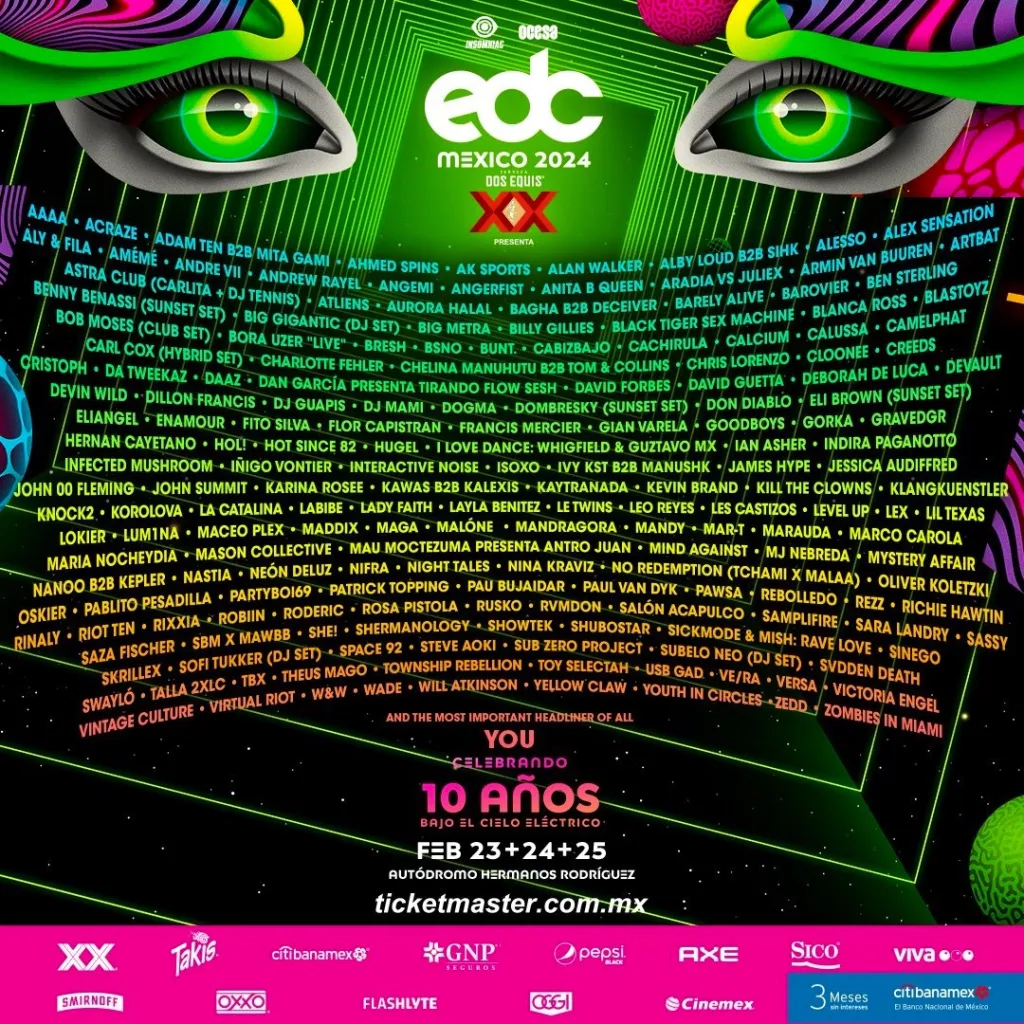 INSOMNIAC ocesa
edc
MEXICO 2024
CERVEZA
DOS EQUIS
XX
PRESENTA
AAAA • ACRAZE • ADAM TEN B2B MITA GAMI • AHMED SPINS • AK SPORTS • ALAN WALKER • ALBY LOUD B2B SIHK • ALESSO • ALEX SENSATION
ALY & FILA • AMÉMÉ • ANDRE VII • ANDREW RAYEL • ANGEMI • ANGERFIST • ANITA B QUEEN • ARADIA VS JULIEX • ARMIN VAN BUUREN • ARTBAT
ASTRA CLUB (CARLITA + DJ TENNIS) • ATLIENS • AURORA HALAL • BAGHA B2B DECEIVER • BARELY ALIVE • BAROVIER • BEN STERLING
BENNY BENASSI (SUNSET SET) • BIG GIGANTIC (DJ SET) • BIG METRA • BILLY GILLIES • BLACK TIGER SEX MACHINE • BLANCA ROSS • BLASTOYZ
BOB MOSES (CLUB SET) • BORA UZER "LIVE" • BRESH • BSNO • BUNT. • CABIZBAJO • CACHIRULA • CALCIUM • CALUSSA • CAMELPHAT
CARL COX (HYBRID SET) • CHARLOTTE FEHLER • CHELINA MANUHUTU B2B TOM & COLLINS • CHRIS LORENZO • CLOONEE • CREEDS
CRISTOPH • DA TWEEKAZ • DAAZ • DAN GARCÍA PRESENTA TIRANDO FLOW SESH • DAVID FORBES • DAVID GUETTA • DEBORAH DE LUCA • DEVAULT
DEVIN WILD • DILLON FRANCIS • DJ GUAPIS • DJ MAMI • DOGMA • DOMBRESKY (SUNSET SET) • DON DIABLO • ELI BROWN (SUNSET SET)
ELIANGEL • ENAMOUR • FITO SILVA • FLOR CAPISTRAN • FRANCIS MERCIER • GIAN VARELA • GOODBOYS • GORKA • GRAVEDGR
HERNÁN CAYETANO • HOL! • HOT SINCE 82 • HUGEL • I LOVE DANCE: WHIGFIELD & GUZTAVO MX • IAN ASHER • INDIRA PAGANOTTO
INFECTED MUSHROOM • IÑIGO VONTIER • INTERACTIVE NOISE • ISOXO • IVY KST B2B MANUSHK • JAMES HYPE • JESSICA AUDIFFRED
JOHN 00 FLEMING • JOHN SUMMIT • KARINA ROSEE • KAWAS B2B KALEXIS • KAYTRANADA • KEVIN BRAND • KILL THE CLOWNS • KLANGKUENSTLER
KNOCK2 • KOROLOVA • LA CATALINA • LABIBE • LADY FAITH • LAYLA BENITEZ • LE TWINS • LEO REYES • LES CASTIZOS • LEVEL UP • LEX • LIL TEXAS
LOKIER • LUM1NA • MACEO PLEX • MADDIX • MAGA • MALÓNE • MANDRAGORA • MANDY • MAR-T • MARAUDA • MARCO CAROLA
MARIA NOCHEYDIA • MASON COLLECTIVE • MAU MOCTEZUMA PRESENTA ANTRO JUAN • MIND AGAINST • MJ NEBREDA • MYSTERY AFFAIR
NANOO B2B KEPLER • NASTIA • NEÓN DELUZ • NIFRA • NIGHT TALES • NINA KRAVIZ • NO REDEMPTION (TCHAMI X MALAA) • OLIVER KOLETZKI
OSKIER • PABLITO PESADILLA • PARTYBOI69 • PATRICK TOPPING • PAU BUJAIDAR • PAUL VAN DYK • PAWSA • REBOLLEDO • REZZ • RICHIE HAWTIN
RINALY • RIOT TEN • RIXXIA • ROBIIN • RODERIC • ROSA PISTOLA • RUSKO • RVMDON • SALÓN ACAPULCO • SAMPLIFIRE • SARA LANDRY • SASSY
SAZA FISCHER • SBM X MAWBB • SHE! • SHERMANOLOGY • SHOWTEK • SHUBOSTAR • SICKMODE & MISH: RAVE LOVE • SINEGO
SKRILLEX • SOFI TUKKER (DJ SET) • SPACE 92 • STEVE AOKI • SUB ZERO PROJECT • SUBELO NEO (DJ SET) • SVDDEN DEATH
SWAYLÓ • TALLA 2XLC • TBX • THEUS MAGO • TOWNSHIP REBELLION • TOY SELECTAH • USB GAD • VE/RA • VERSA • VICTORIA ENGEL
VINTAGE CULTURE • VIRTUAL RIOT • W&W • WADE • WILL ATKINSON • YELLOW CLAW • YOUTH IN CIRCLES • ZEDD • ZOMBIES IN MIAMI
AND THE MOST IMPORTANT HEADLINER OF ALL
YOU
CELEBRANDO
10 AÑOS
BAJO EL CIELO ELÉCTRICO
FEB 23+24+25
AUTÓDROMO HERMANOS RODRÍGUEZ
ticketmaster.com.mx
XX Takis citibanamex GNP SEGUROS pepsi BLACK AXE SICO VIVA
SMIRNOFF OXXO FLASHLYTE OGGI Cinemex 3 Meses sin intereses citibanamex El Banco Nacional de México